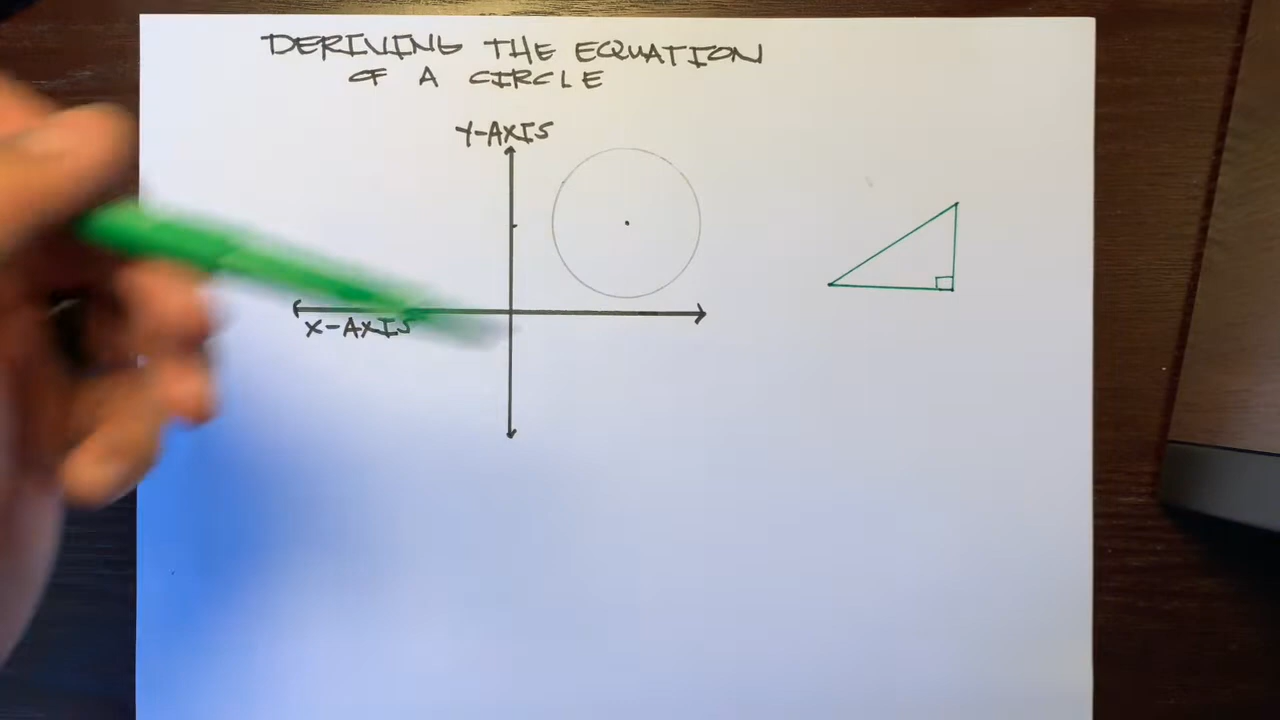 DERIVING THE EQUATION
OF A CIRCLE
Y-AXIS
X-AXIS